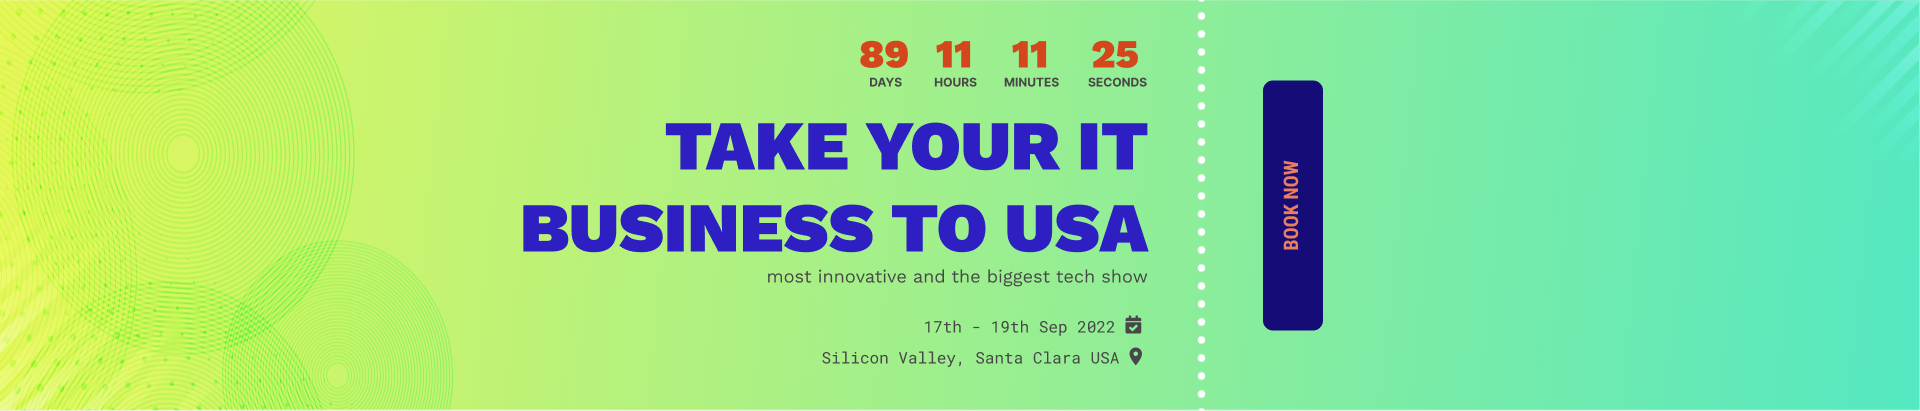 89 11 11 25
DAYS HOURS MINUTES SECONDS
TAKE YOUR IT
BUSINESS TO USA
most innovative and the biggest tech show
17th - 19th Sep 2022
Silicon Valley, Santa Clara USA
BOOK NOW